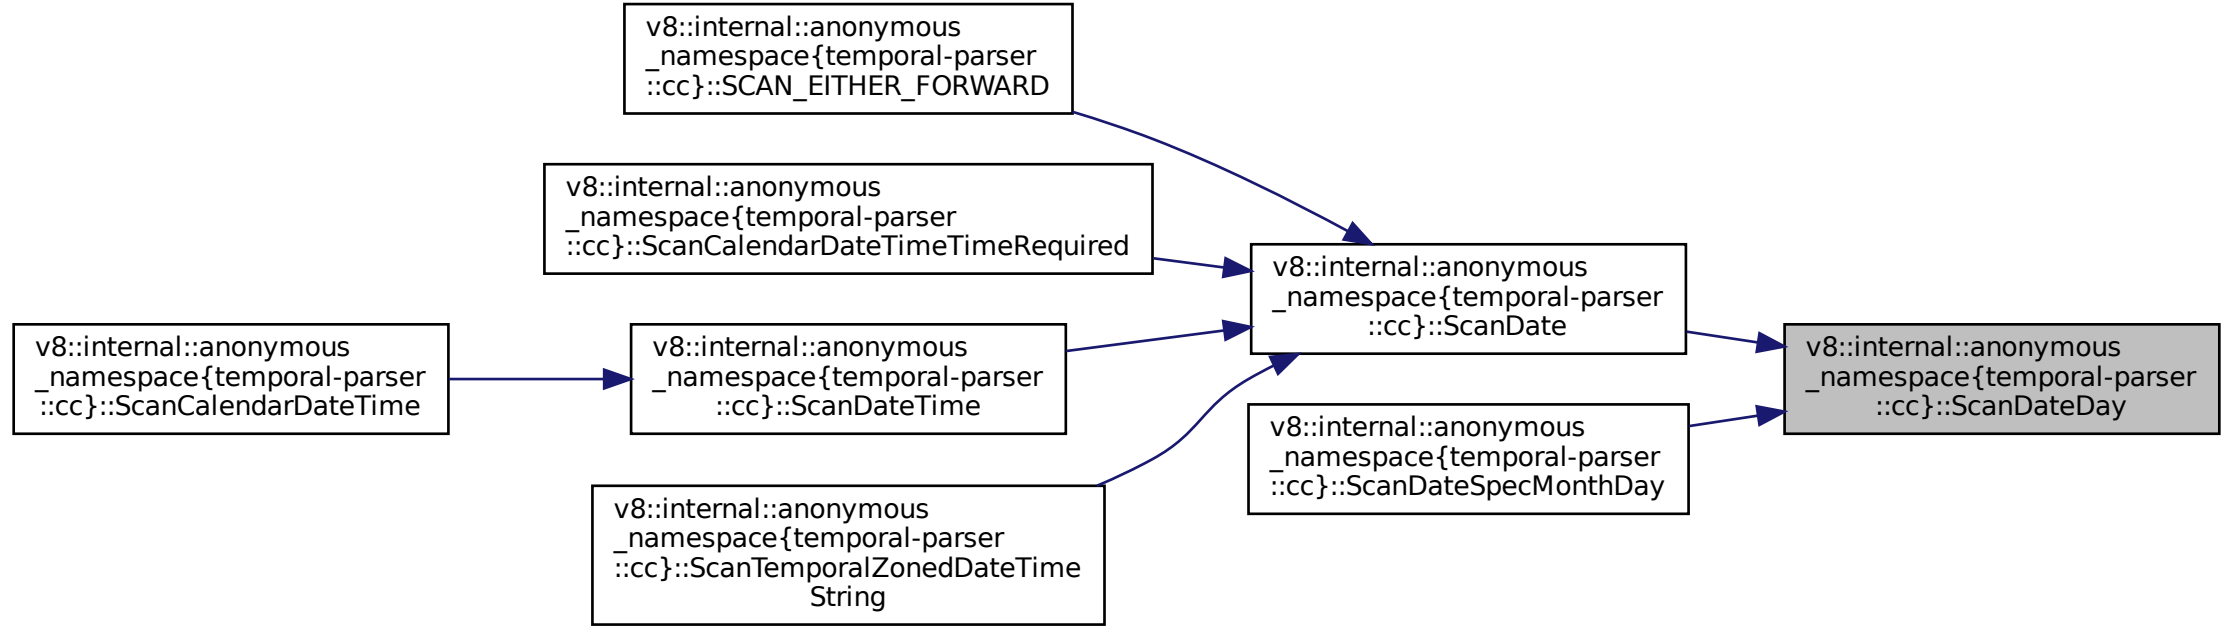 v8::internal::anonymous
_namespace{temporal-parser
::cc}::SCAN_EITHER_FORWARD
v8::internal::anonymous
_namespace{temporal-parser
::cc}::ScanCalendarDateTimeTimeRequired
v8::internal::anonymous
_namespace{temporal-parser
::cc}::ScanCalendarDateTime
v8::internal::anonymous
_namespace{temporal-parser
::cc}::ScanDateTime
v8::internal::anonymous
_namespace{temporal-parser
::cc}::ScanTemporalZonedDateTime
String
v8::internal::anonymous
_namespace{temporal-parser
::cc}::ScanDate
v8::internal::anonymous
_namespace{temporal-parser
::cc}::ScanDateSpecMonthDay
v8::internal::anonymous
_namespace{temporal-parser
::cc}::ScanDateDay